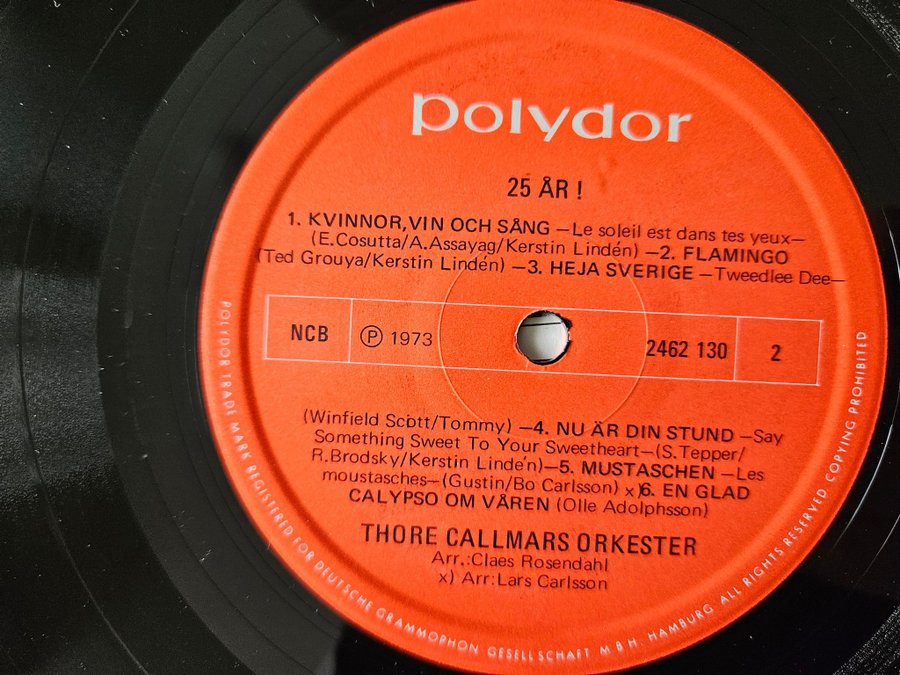 polydor
25 ÅR !
1. KVINNOR,VIN OCH SÅNG —Le soleil est dans tes yeux—
(E.Cosutta/A.Assayag/Kerstin Lindén) —2. FLAMINGO
(Ted Grouya/Kerstin Lindén) —3. HEJA SVERIGE —Tweedlee Dee—
NCB
Ⓟ 1973
2462 130
2
(Winfield Scott/Tommy) —4. NU ÄR DIN STUND —Say
Something Sweet To Your Sweetheart—(S.Tepper/
R.Brodsky/Kerstin Linde'n)—5. MUSTASCHEN —Les
moustasches—(Gustin/Bo Carlsson) x)6. EN GLAD
CALYPSO OM VÅREN (Olle Adolphsson)
THORE CALLMARS ORKESTER
Arr.:Claes Rosendahl
x) Arr:Lars Carlsson
POLYDOR TRADE MARK REGISTERED FOR DEUTSCHE GRAMMOPHON GESELLSCHAFT M B H. HAMBURG ALL RIGHTS RESERVED COPYING PROHIBITED